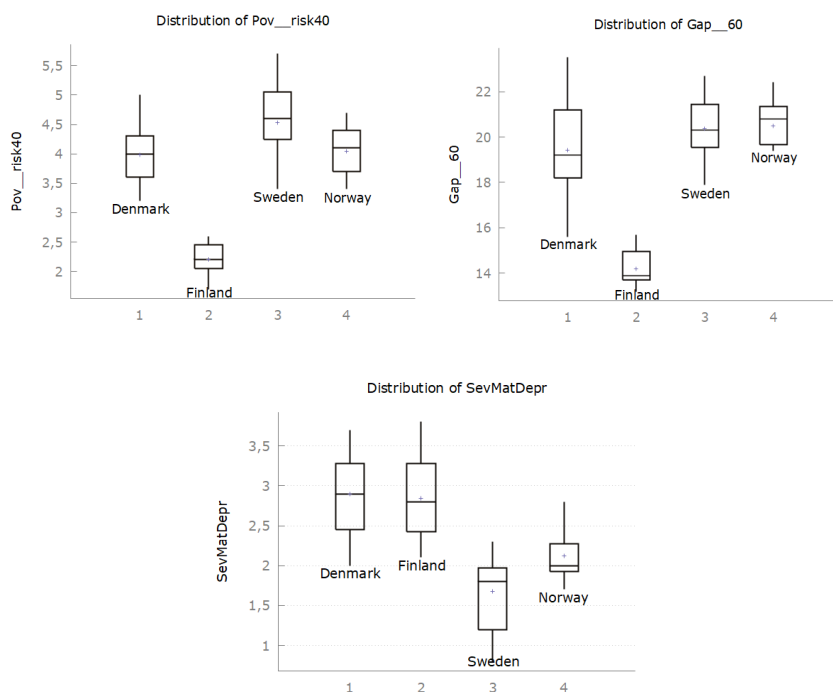 Distribution of Pov__risk40
Pov__risk40
5,5
5
4,5
4
3,5
3
2,5
2
Denmark
Finland
Sweden
Norway
1 2 3 4
Distribution of Gap__60
Gap__60
22
20
18
16
14
Denmark
Finland
Sweden
Norway
1 2 3 4
Distribution of SevMatDepr
SevMatDepr
3,5
3
2,5
2
1,5
1
Denmark
Finland
Sweden
Norway
1 2 3 4